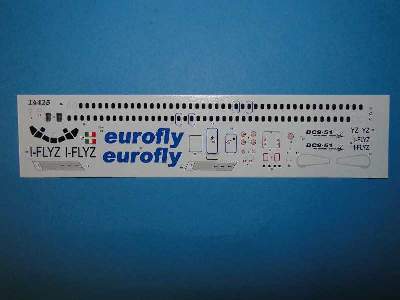 14425
eurofly
eurofly
I-FLYZ I-FLYZ
DC9-51
DC9-51
YZ YZ
I-FLYZ
I-FLYZ